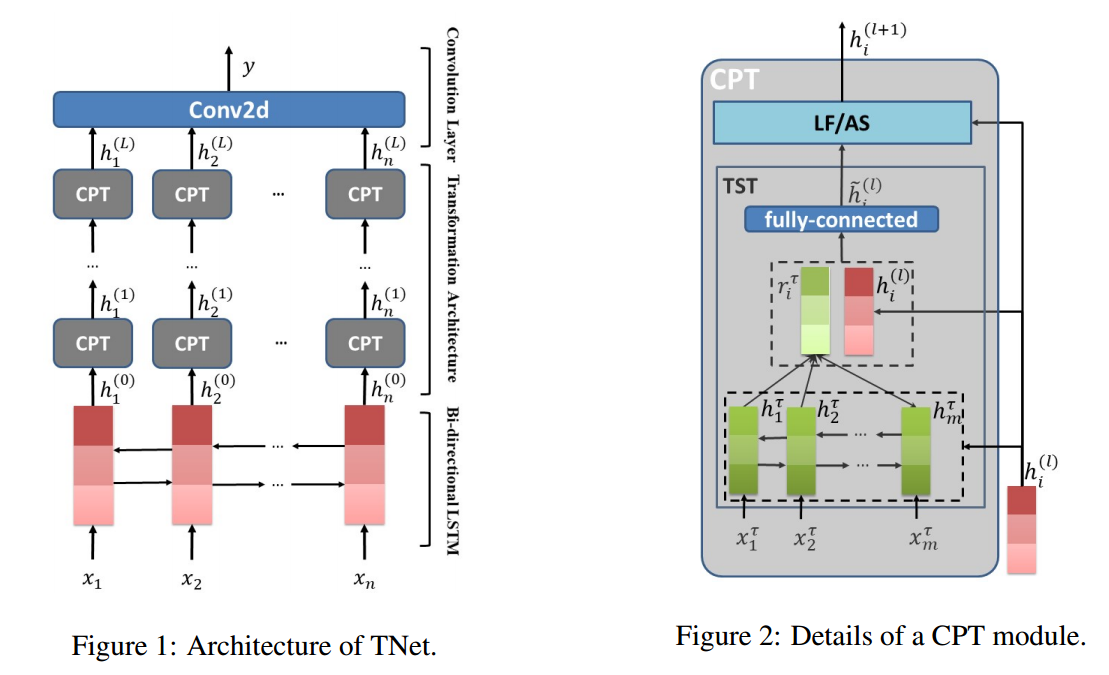 y
Conv2d
h_1^{(L)} h_2^{(L)} h_n^{(L)}
CPT CPT ... CPT
... ... ...
h_1^{(1)} h_2^{(1)} h_n^{(1)}
CPT CPT ... CPT
h_1^{(0)} h_2^{(0)} h_n^{(0)}
...
...
x_1 x_2 x_n
Convolution Layer
Transformation Architecture
Bi-directional LSTM
Figure 1: Architecture of TNet.
h_i^{(l+1)}
CPT
LF/AS
TST
h̃_i^{(l)}
fully-connected
r_i^τ h_i^{(l)}
h_1^τ h_2^τ h_m^τ
...
...
h_i^{(l)}
x_1^τ x_2^τ x_m^τ
Figure 2: Details of a CPT module.